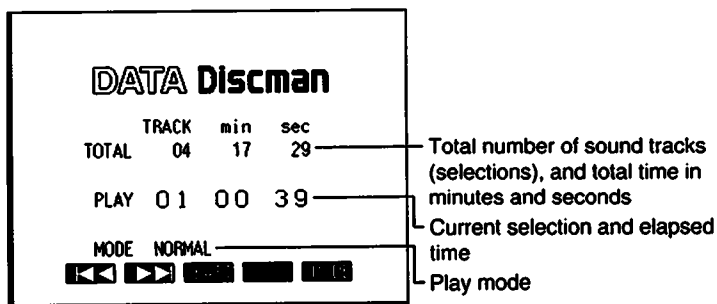 DATA Discman
TRACK min sec
TOTAL 04 17 29
PLAY 01 00 39
MODE NORMAL
Total number of sound tracks
(selections), and total time in
minutes and seconds
Current selection and elapsed
time
Play mode